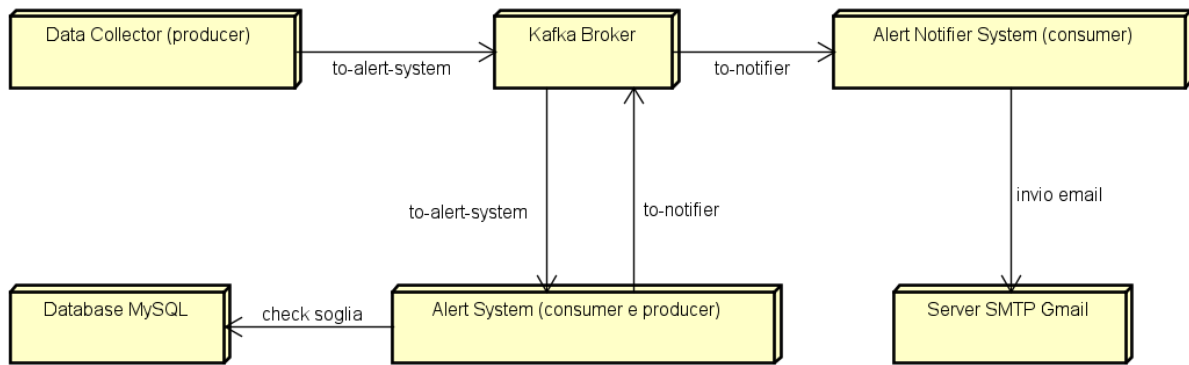 Data Collector (producer)
Kafka Broker
Alert Notifier System (consumer)
to-alert-system
to-notifier
invio email
to-alert-system
to-notifier
Database MySQL
check soglia
Alert System (consumer e producer)
Server SMTP Gmail